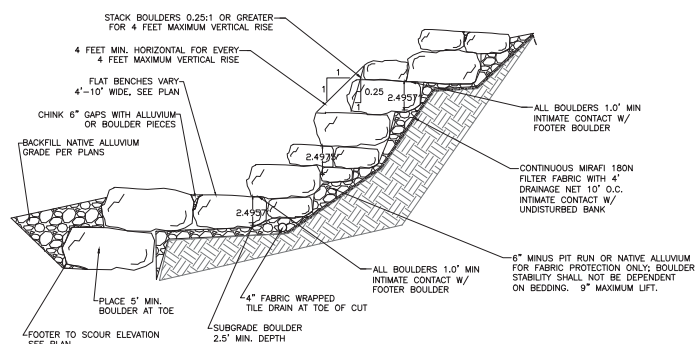 STACK BOULDERS 0.25:1 OR GREATER
FOR 4 FEET MAXIMUM VERTICAL RISE
4 FEET MIN. HORIZONTAL FOR EVERY
4 FEET MAXIMUM VERTICAL RISE
FLAT BENCHES VARY
4'-10' WIDE, SEE PLAN
CHINK 6" GAPS WITH ALLUVIUM
OR BOULDER PIECES
BACKFILL NATIVE ALLUVIUM
GRADE PER PLANS
1
1
1
0.25
2.4957
2.4975
2.4957
ALL BOULDERS 1.0' MIN
INTIMATE CONTACT W/
FOOTER BOULDER
CONTINUOUS MIRAFI 180N
FILTER FABRIC WITH 4'
DRAINAGE NET 10' O.C.
INTIMATE CONTACT W/
UNDISTURBED BANK
6" MINUS PIT RUN OR NATIVE ALLUVIUM
FOR FABRIC PROTECTION ONLY; BOULDER
STABILITY SHALL NOT BE DEPENDENT
ON BEDDING. 9" MAXIMUM LIFT.
ALL BOULDERS 1.0' MIN
INTIMATE CONTACT W/
FOOTER BOULDER
4" FABRIC WRAPPED
TILE DRAIN AT TOE OF CUT
PLACE 5' MIN.
BOULDER AT TOE
SUBGRADE BOULDER
2.5' MIN. DEPTH
FOOTER TO SCOUR ELEVATION
SEE PLAN